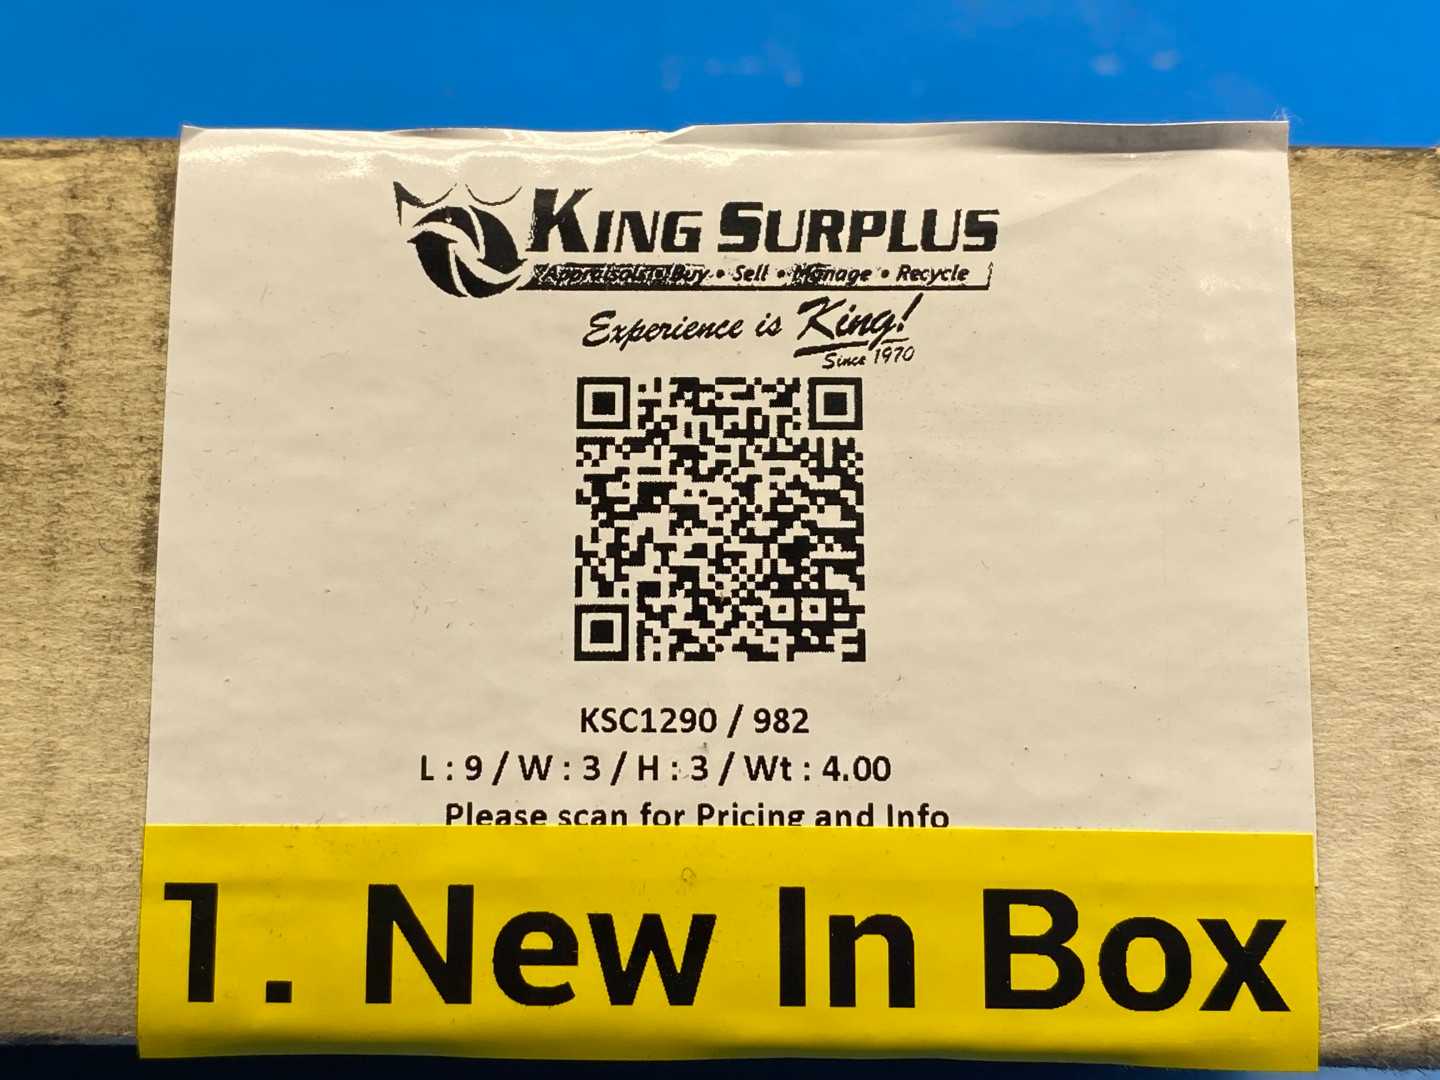 KING SURPLUS
Appraisals • Buy • Sell • Manage • Recycle
Experience is King!
Since 1970
KSC1290 / 982
L : 9 / W : 3 / H : 3 / Wt : 4.00
Please scan for Pricing and Info
1. New In Box